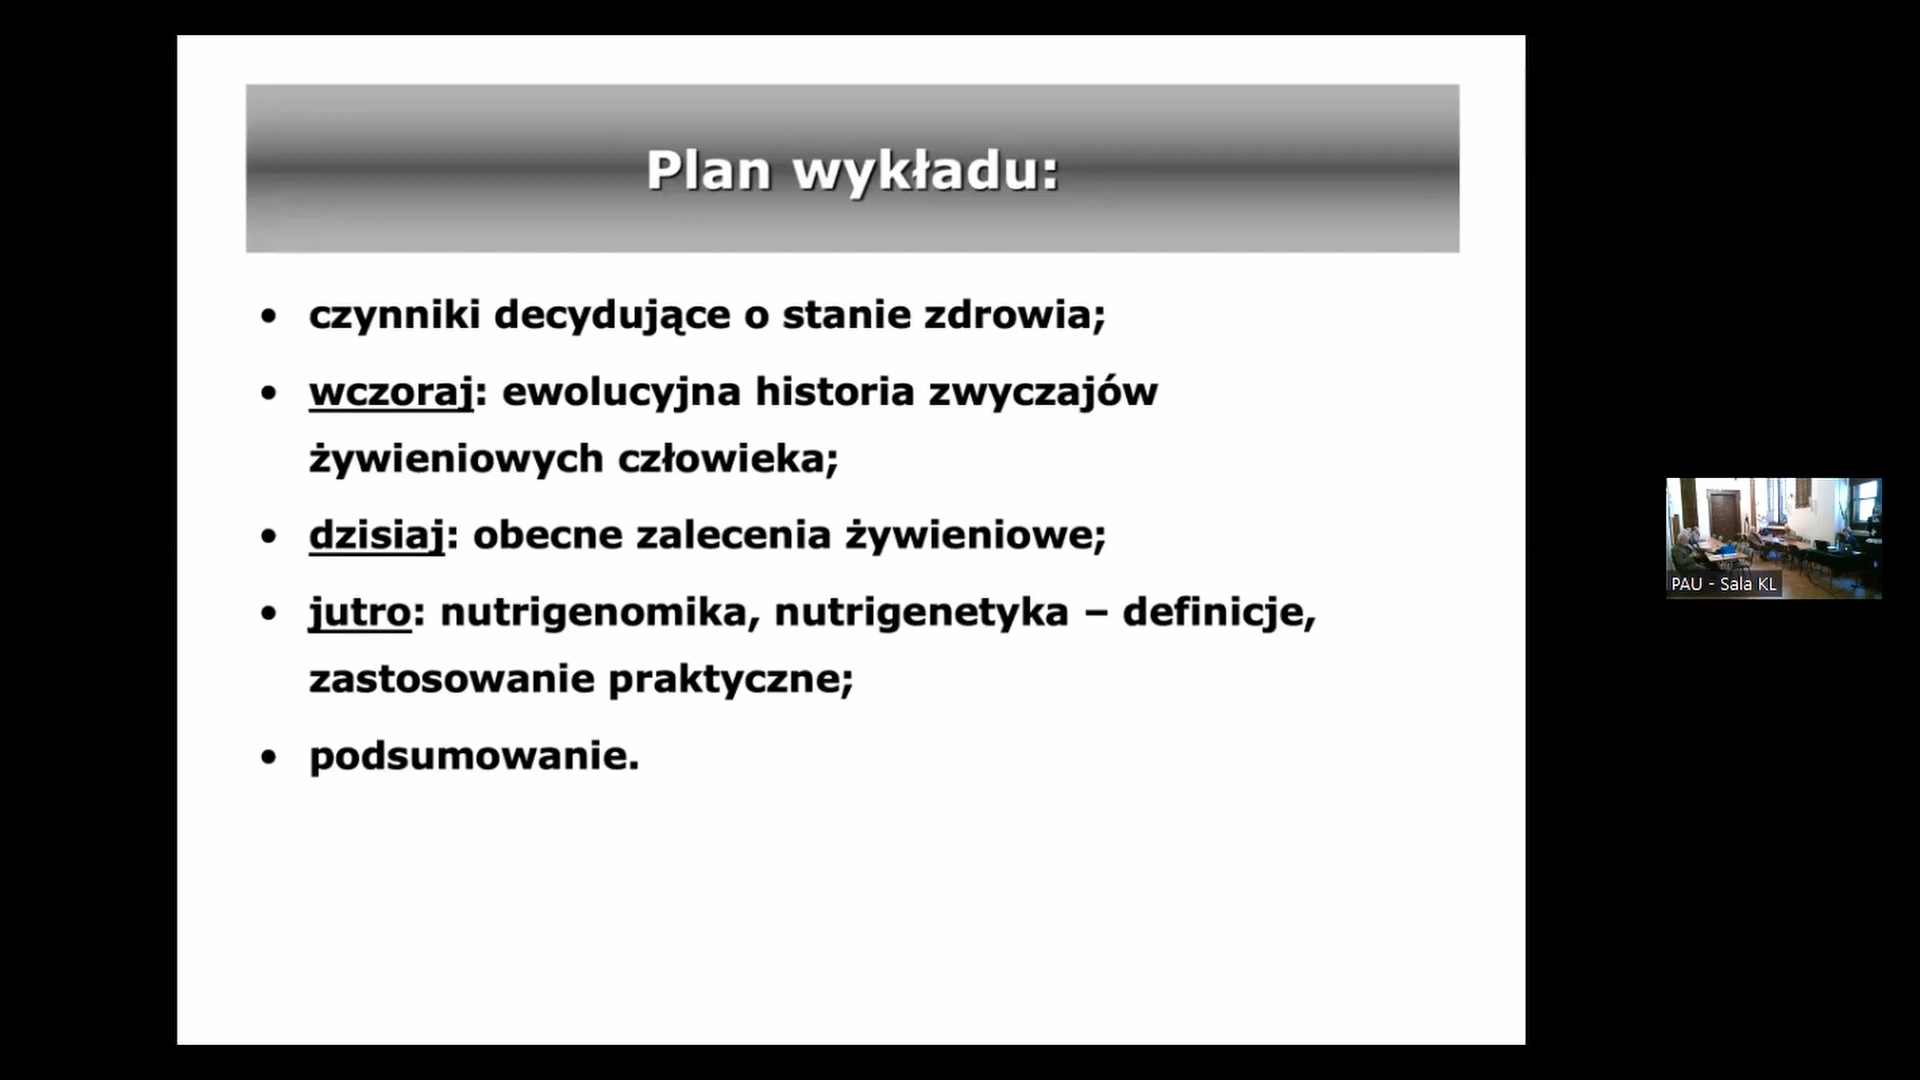 Plan wykładu:
• czynniki decydujące o stanie zdrowia;
• wczoraj: ewolucyjna historia zwyczajów
żywieniowych człowieka;
• dzisiaj: obecne zalecenia żywieniowe;
• jutro: nutrigenomika, nutrigenetyka – definicje,
zastosowanie praktyczne;
• podsumowanie.
PAU - Sala KL